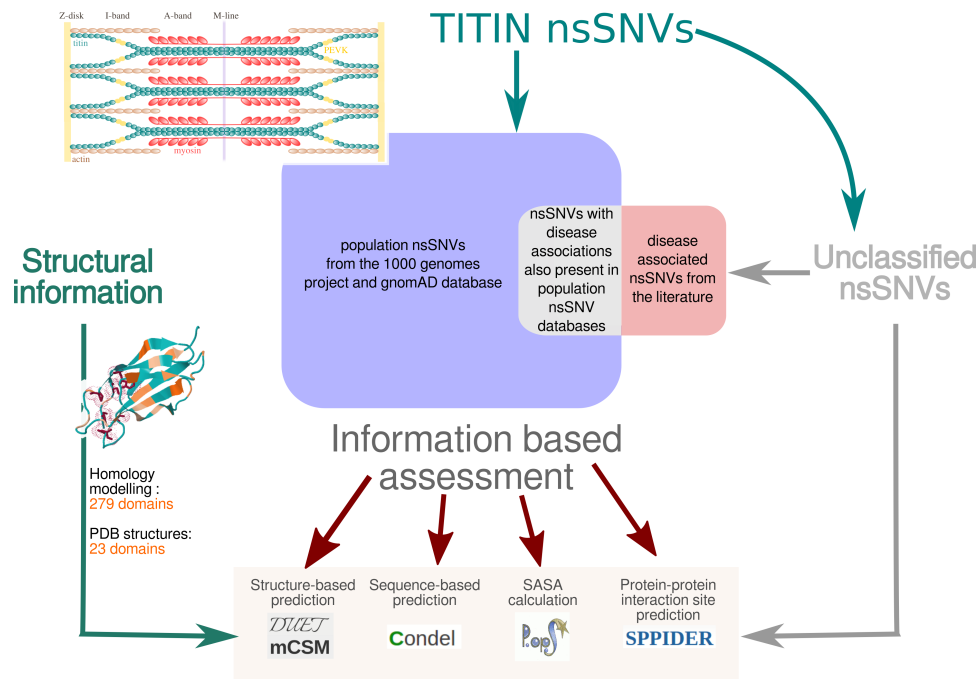 Z-disk I-band A-band M-line
titin
PEVK
myosin
actin
TITIN nsSNVs
population nsSNVs
from the 1000 genomes
project and gnomAD database
nsSNVs with
disease
associations
also present in
population
nsSNV
databases
disease
associated
nsSNVs from
the literature
Unclassified
nsSNVs
Structural
information
Homology
modelling :
279 domains
PDB structures:
23 domains
Information based
assessment
Structure-based
prediction
DUET
mCSM
Sequence-based
prediction
Condel
SASA
calculation
PopS
Protein-protein
interaction site
prediction
SPPIDER